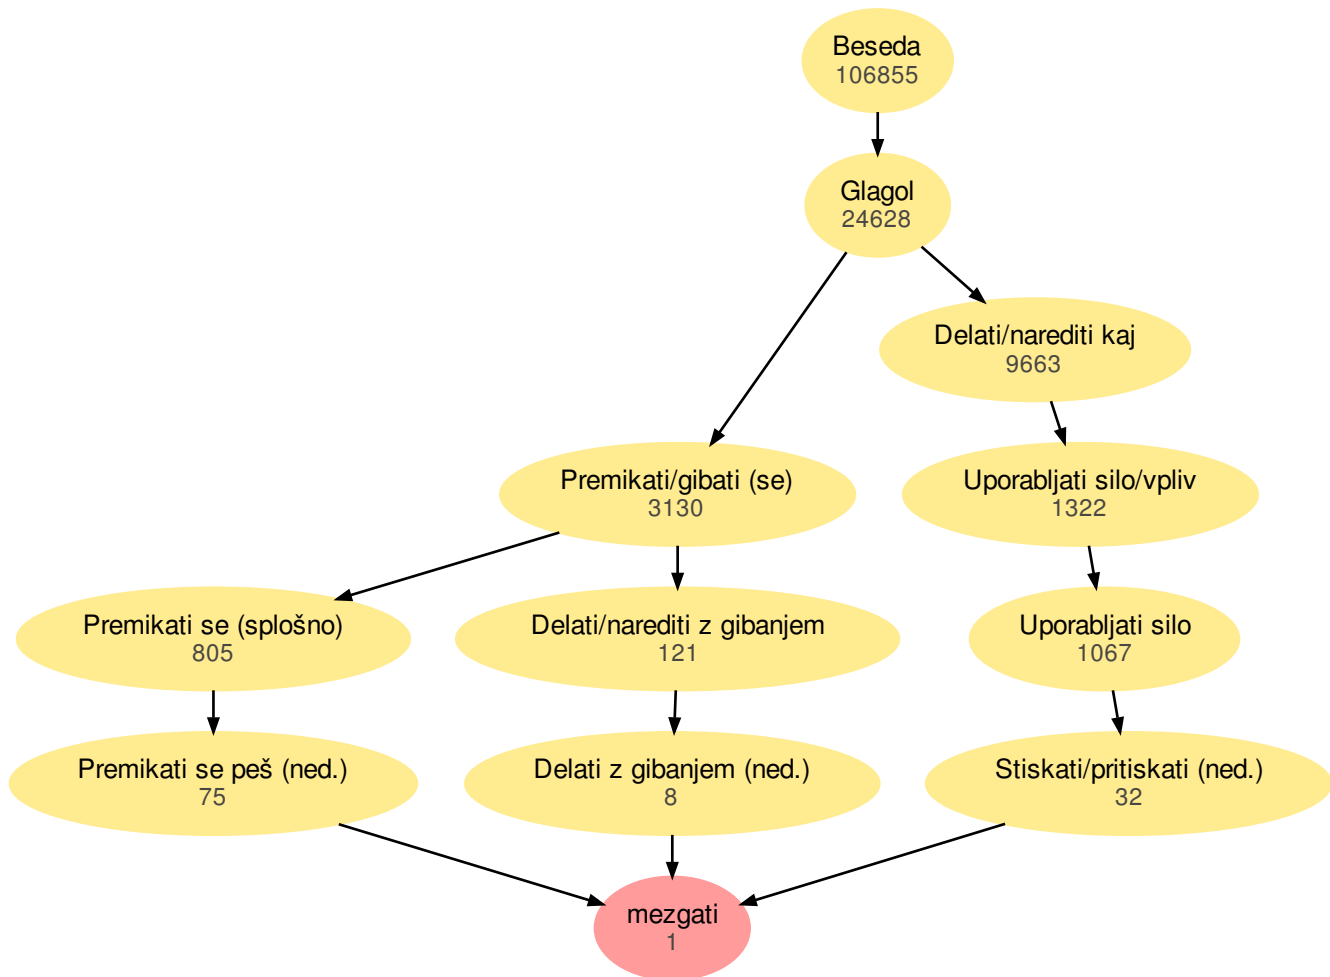 Beseda
106855
Glagol
24628
Delati/narediti kaj
9663
Premikati/gibati (se)
3130
Uporabljati silo/vpliv
1322
Premikati se (splošno)
805
Delati/narediti z gibanjem
121
Uporabljati silo
1067
Premikati se peš (ned.)
75
Delati z gibanjem (ned.)
8
Stiskati/pritiskati (ned.)
32
mezgati
1